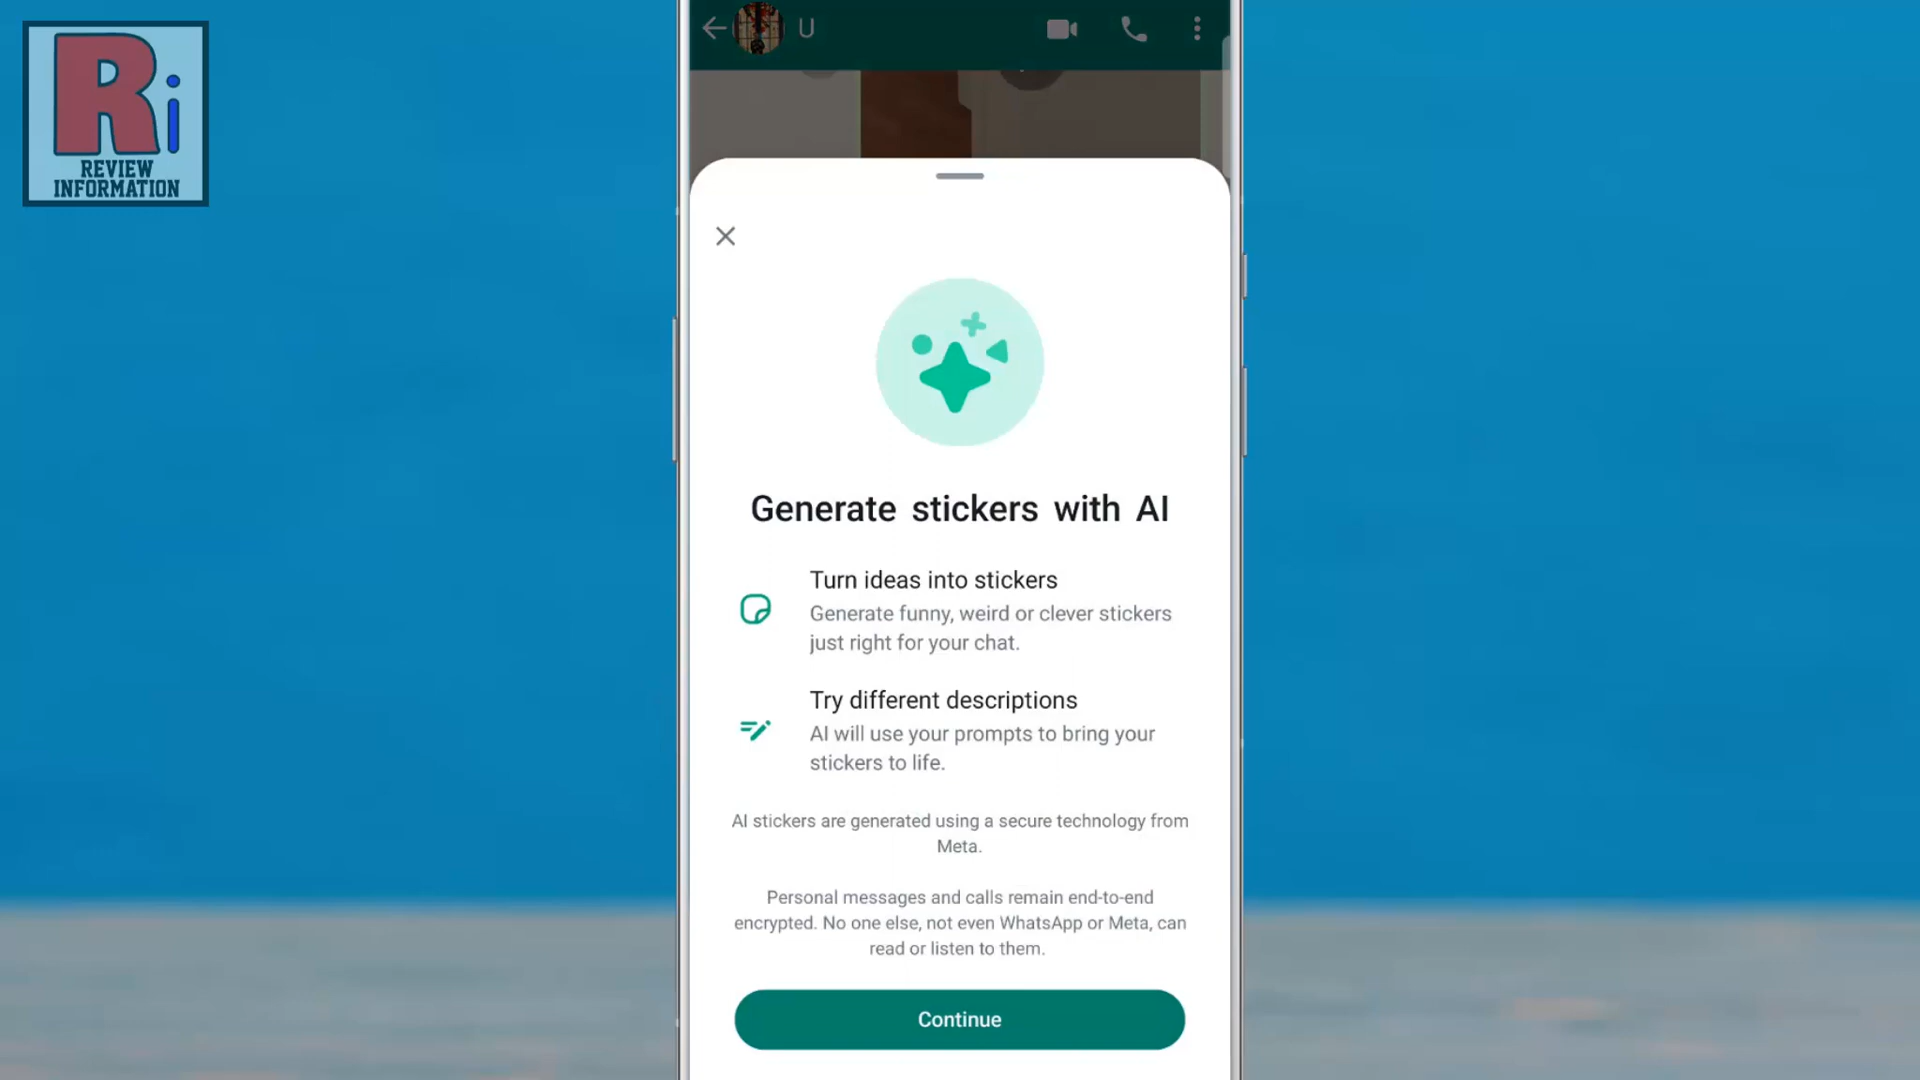 Ri
REVIEW
INFORMATION
U
Generate stickers with AI
Turn ideas into stickers
Generate funny, weird or clever stickers
just right for your chat.
Try different descriptions
AI will use your prompts to bring your
stickers to life.
AI stickers are generated using a secure technology from
Meta.
Personal messages and calls remain end-to-end
encrypted. No one else, not even WhatsApp or Meta, can
read or listen to them.
Continue